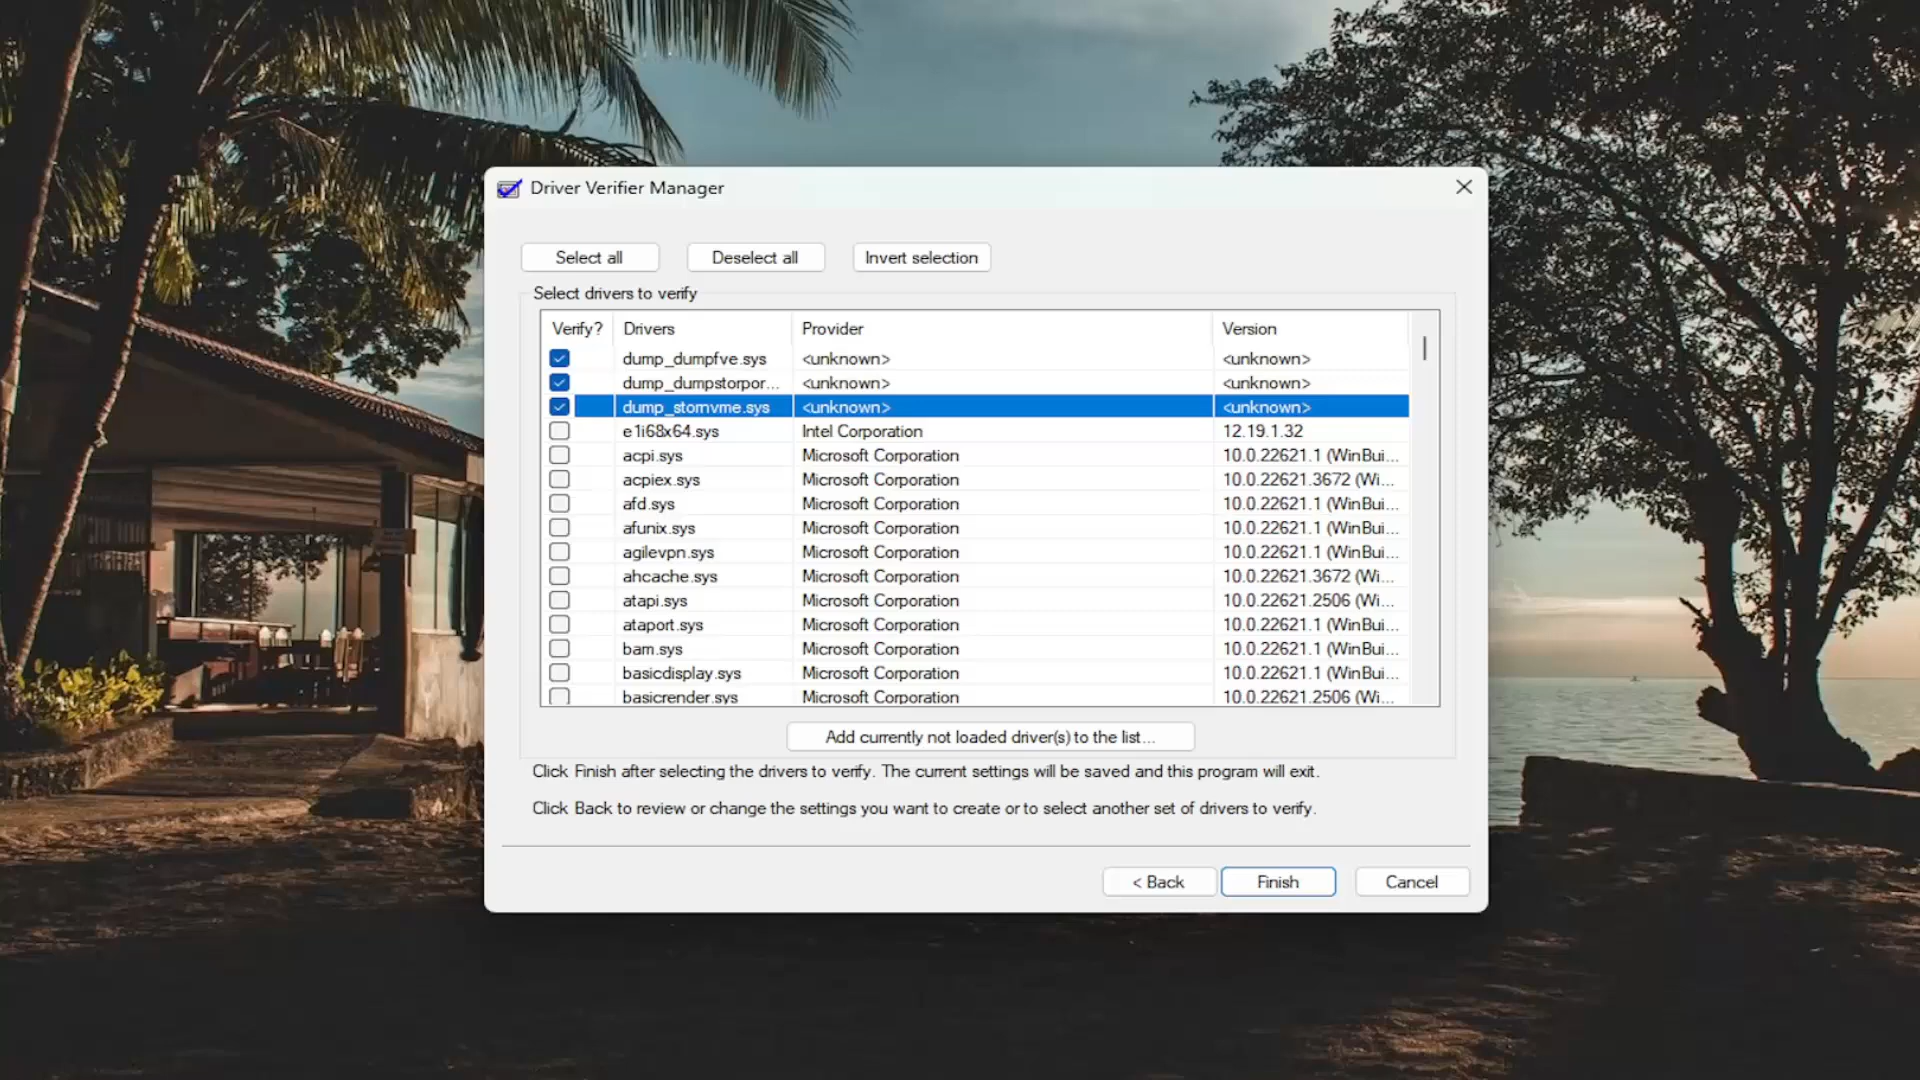 Driver Verifier Manager
Select all Deselect all Invert selection
Select drivers to verify
Verify? Drivers Provider Version
dump_dumpfve.sys <unknown> <unknown>
dump_dumpstorpor... <unknown> <unknown>
dump_stornvme.sys <unknown> <unknown>
e1i68x64.sys Intel Corporation 12.19.1.32
acpi.sys Microsoft Corporation 10.0.22621.1 (WinBui...
acpiex.sys Microsoft Corporation 10.0.22621.3672 (Wi...
afd.sys Microsoft Corporation 10.0.22621.1 (WinBui...
afunix.sys Microsoft Corporation 10.0.22621.1 (WinBui...
agilevpn.sys Microsoft Corporation 10.0.22621.1 (WinBui...
ahcache.sys Microsoft Corporation 10.0.22621.3672 (Wi...
atapi.sys Microsoft Corporation 10.0.22621.2506 (Wi...
ataport.sys Microsoft Corporation 10.0.22621.1 (WinBui...
bam.sys Microsoft Corporation 10.0.22621.1 (WinBui...
basicdisplay.sys Microsoft Corporation 10.0.22621.1 (WinBui...
basicrender.sys Microsoft Corporation 10.0.22621.2506 (Wi...
Add currently not loaded driver(s) to the list...
Click Finish after selecting the drivers to verify. The current settings will be saved and this program will exit.
Click Back to review or change the settings you want to create or to select another set of drivers to verify.
< Back Finish Cancel